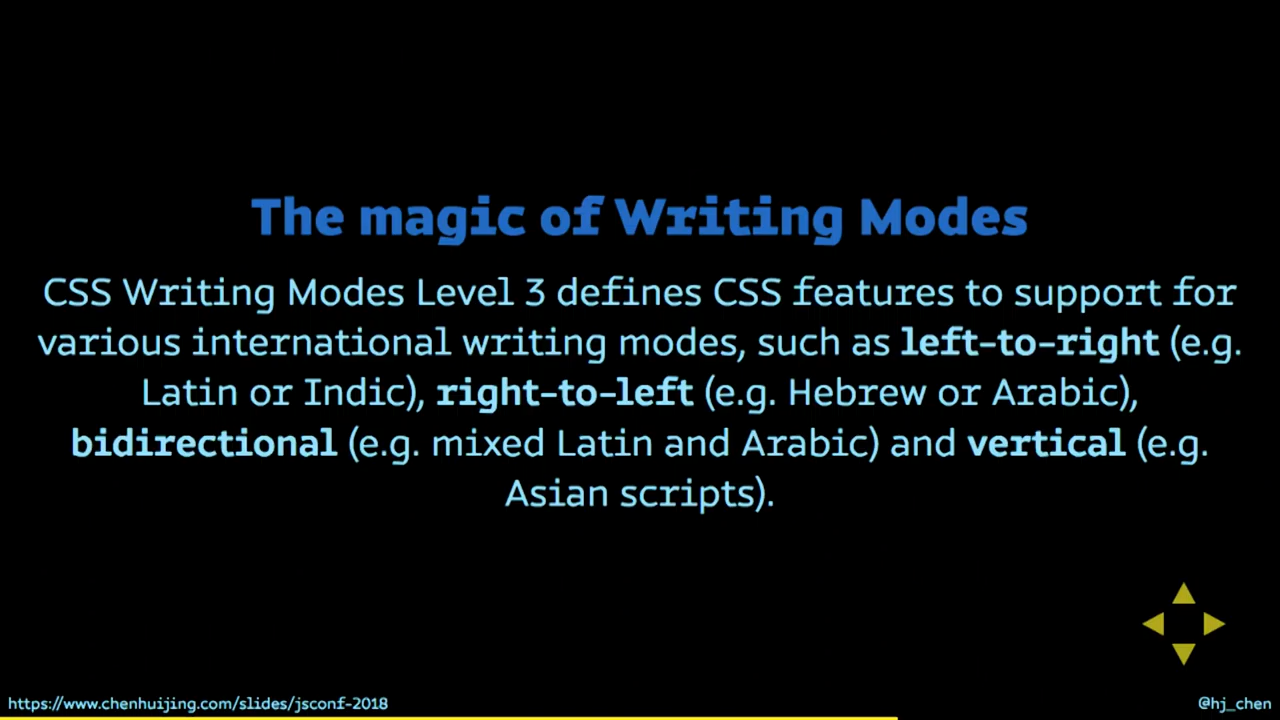 The magic of Writing Modes
CSS Writing Modes Level 3 defines CSS features to support for
various international writing modes, such as left-to-right (e.g.
Latin or Indic), right-to-left (e.g. Hebrew or Arabic),
bidirectional (e.g. mixed Latin and Arabic) and vertical (e.g.
Asian scripts).
https://www.chenhuijing.com/slides/jsconf-2018
@hj_chen